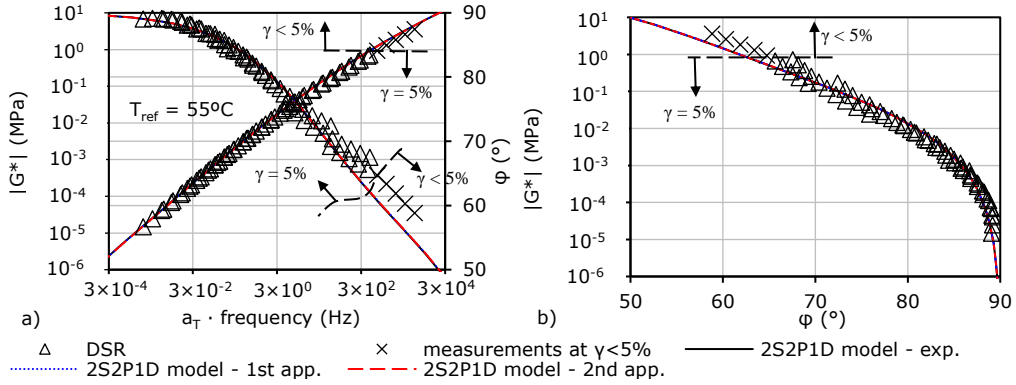 10¹
10⁰
10⁻¹
10⁻²
10⁻³
10⁻⁴
10⁻⁵
10⁻⁶
|G*| (MPa)
90
80
70
60
50
φ (°)
γ < 5%
γ = 5%
T_ref = 55ºC
γ = 5%
γ < 5%
3×10⁻⁴ 3×10⁻² 3×10⁰ 3×10² 3×10⁴
a) a_T · frequency (Hz)
10¹
10⁰
10⁻¹
10⁻²
10⁻³
10⁻⁴
10⁻⁵
10⁻⁶
|G*| (MPa)
γ < 5%
γ = 5%
50 60 70 80 90
b) φ (°)
DSR measurements at γ<5% 2S2P1D model - exp.
2S2P1D model - 1st app. 2S2P1D model - 2nd app.